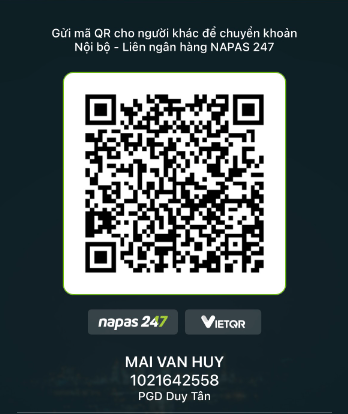 Gửi mã QR cho người khác để chuyển khoản
Nội bộ - Liên ngân hàng NAPAS 247
napas 247
VIETQR
MAI VAN HUY
1021642558
PGD Duy Tân